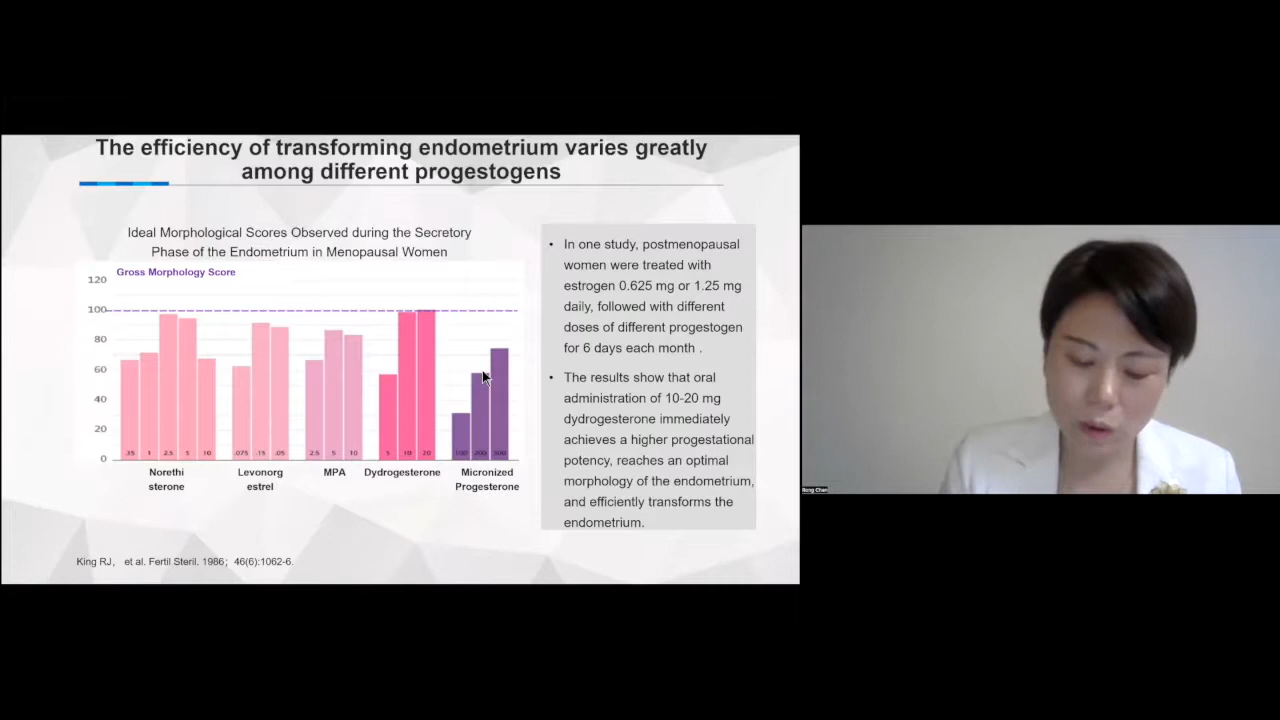 The efficiency of transforming endometrium varies greatly
among different progestogens
Ideal Morphological Scores Observed during the Secretory
Phase of the Endometrium in Menopausal Women
Gross Morphology Score
120
100
80
60
40
20
0
.35 1 2.5 5 10 .075 .15 .05 2.5 5 10 5 10 20 100 200 300
Norethi
sterone
Levonorg
estrel
MPA
Dydrogesterone
Micronized
Progesterone
• In one study, postmenopausal
women were treated with
estrogen 0.625 mg or 1.25 mg
daily, followed with different
doses of different progestogen
for 6 days each month .
• The results show that oral
administration of 10-20 mg
dydrogesterone immediately
achieves a higher progestational
potency, reaches an optimal
morphology of the endometrium,
and efficiently transforms the
endometrium.
King RJ, et.al. Fertil Steril. 1986; 46(6):1062-6.
Rong Chen